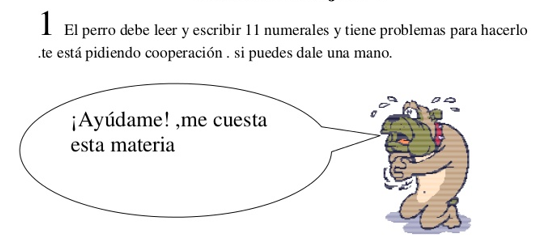 1 El perro debe leer y escribir 11 numerales y tiene problemas para hacerlo
.te está pidiendo cooperación . si puedes dale una mano.
¡Ayúdame! ,me cuesta
esta materia